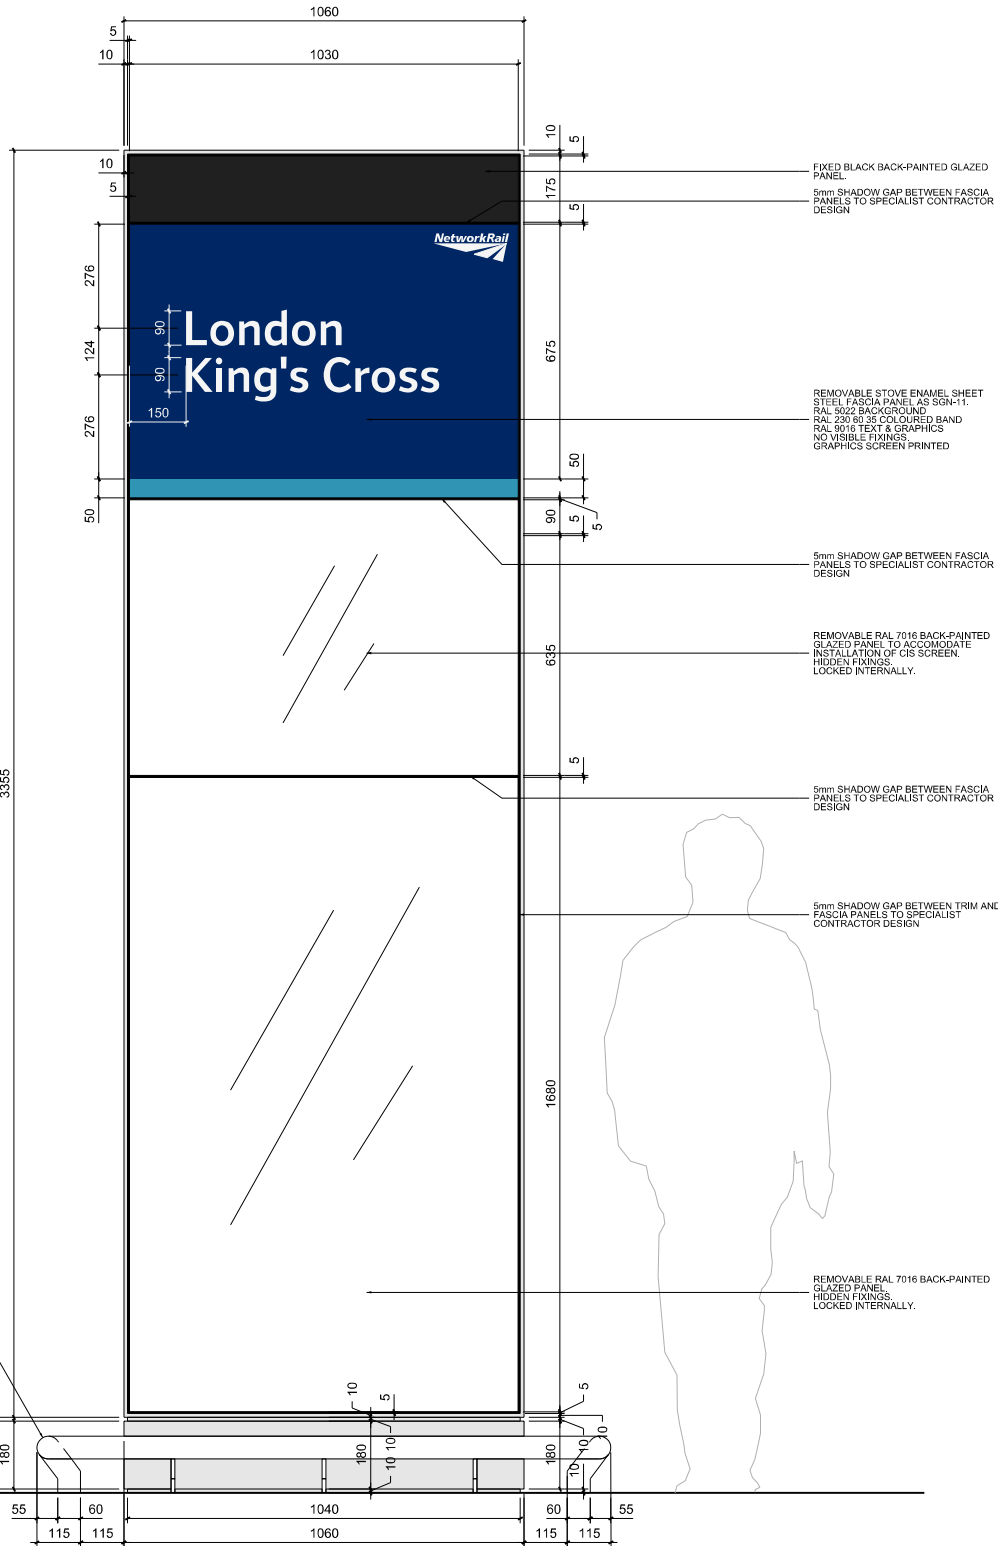 1060
5
10
1030
10
5
10
5
175
5
FIXED BLACK BACK-PAINTED GLAZED
PANEL.
5mm SHADOW GAP BETWEEN FASCIA
PANELS TO SPECIALIST CONTRACTOR
DESIGN
NetworkRail
276
90
London
124
90
King's Cross
150
276
50
675
REMOVABLE STOVE ENAMEL SHEET
STEEL FASCIA PANEL AS SGN-11.
RAL 5022 BACKGROUND
RAL 230 60 35 COLOURED BAND
RAL 9016 TEXT & GRAPHICS
NO VISIBLE FIXINGS.
GRAPHICS SCREEN PRINTED
50
90
5
5
5mm SHADOW GAP BETWEEN FASCIA
PANELS TO SPECIALIST CONTRACTOR
DESIGN
REMOVABLE RAL 7016 BACK-PAINTED
GLAZED PANEL TO ACCOMODATE
INSTALLATION OF CIS SCREEN.
HIDDEN FIXINGS.
LOCKED INTERNALLY.
635
3355
5
5mm SHADOW GAP BETWEEN FASCIA
PANELS TO SPECIALIST CONTRACTOR
DESIGN
5mm SHADOW GAP BETWEEN TRIM AND
FASCIA PANELS TO SPECIALIST
CONTRACTOR DESIGN
1680
REMOVABLE RAL 7016 BACK-PAINTED
GLAZED PANEL.
HIDDEN FIXINGS.
LOCKED INTERNALLY.
10
5
5
10
180
180
10
10
10
10
180
10
10
55
60
1040
60
55
115
115
1060
115
115